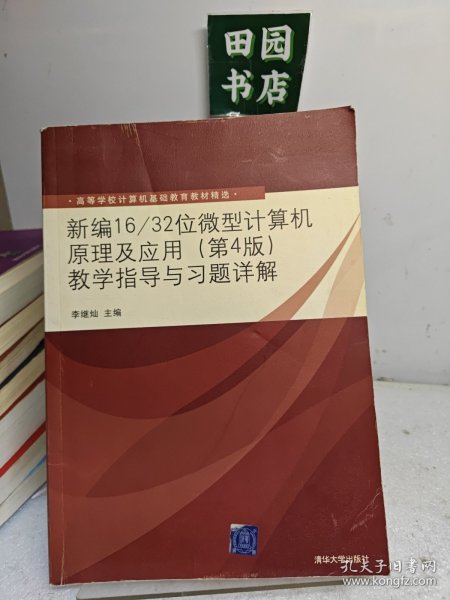 田园
书店
·高等学校计算机基础教育教材精选·
新编16/32位微型计算机
原理及应用（第4版）
教学指导与习题详解
李继灿 主编
清华大学出版社
孔夫子旧书网
www.kongfz.com